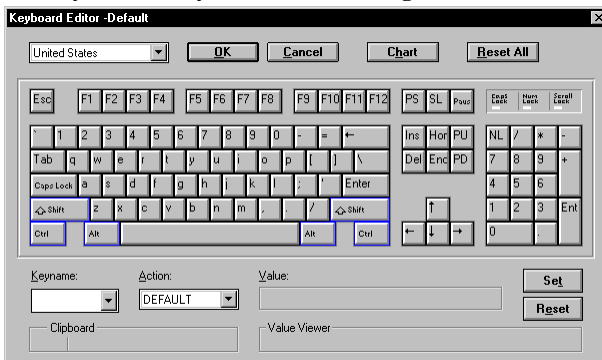 Keyboard Editor -Default
United States OK Cancel Chart Reset All
Esc F1 F2 F3 F4 F5 F6 F7 F8 F9 F10 F11 F12 PS SL Paus Caps Lock Num Lock Scroll Lock
` 1 2 3 4 5 6 7 8 9 0 - = ← Ins Hor PU NL / * -
Tab q w e r t y u i o p [ ] \ Del End PD 7 8 9 +
Caps Lock a s d f g h j k l ; ' Enter 4 5 6
Shift z x c v b n m , . / Shift ↑ 1 2 3 Ent
Ctrl Alt Alt Ctrl ← ↓ → 0 .
Keyname: Action: Value: Set
DEFAULT Reset
Clipboard Value Viewer